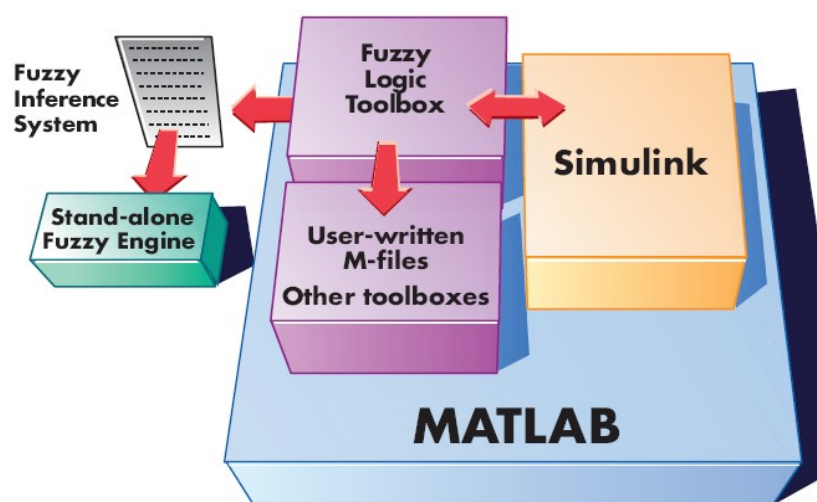 Fuzzy
Inference
System
Fuzzy
Logic
Toolbox
Simulink
Stand-alone
Fuzzy Engine
User-written
M-files
Other toolboxes
MATLAB